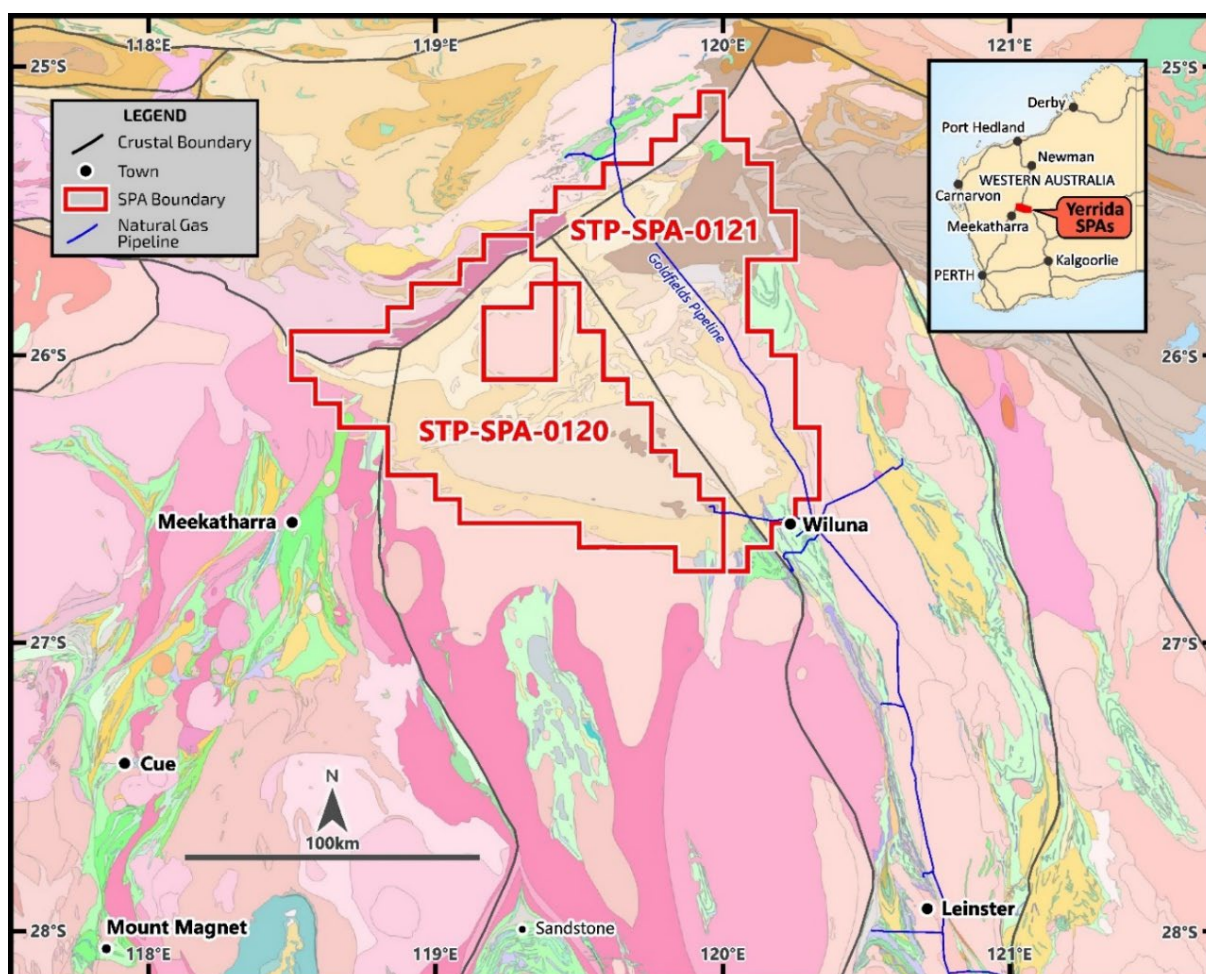 118°E
119°E
120°E
121°E
25°S
25°S
LEGEND
Crustal Boundary
Town
SPA Boundary
Natural Gas
Pipeline
Derby
Port Hedland
Newman
WESTERN AUSTRALIA
Carnarvon
Meekatharra
Yerrida
SPAs
Kalgoorlie
PERTH
STP-SPA-0121
Goldfields Pipeline
26°S
26°S
STP-SPA-0120
Meekatharra
Wiluna
27°S
27°S
Cue
N
100km
Mount Magnet
Sandstone
Leinster
28°S
28°S
118°E
119°E
120°E
121°E